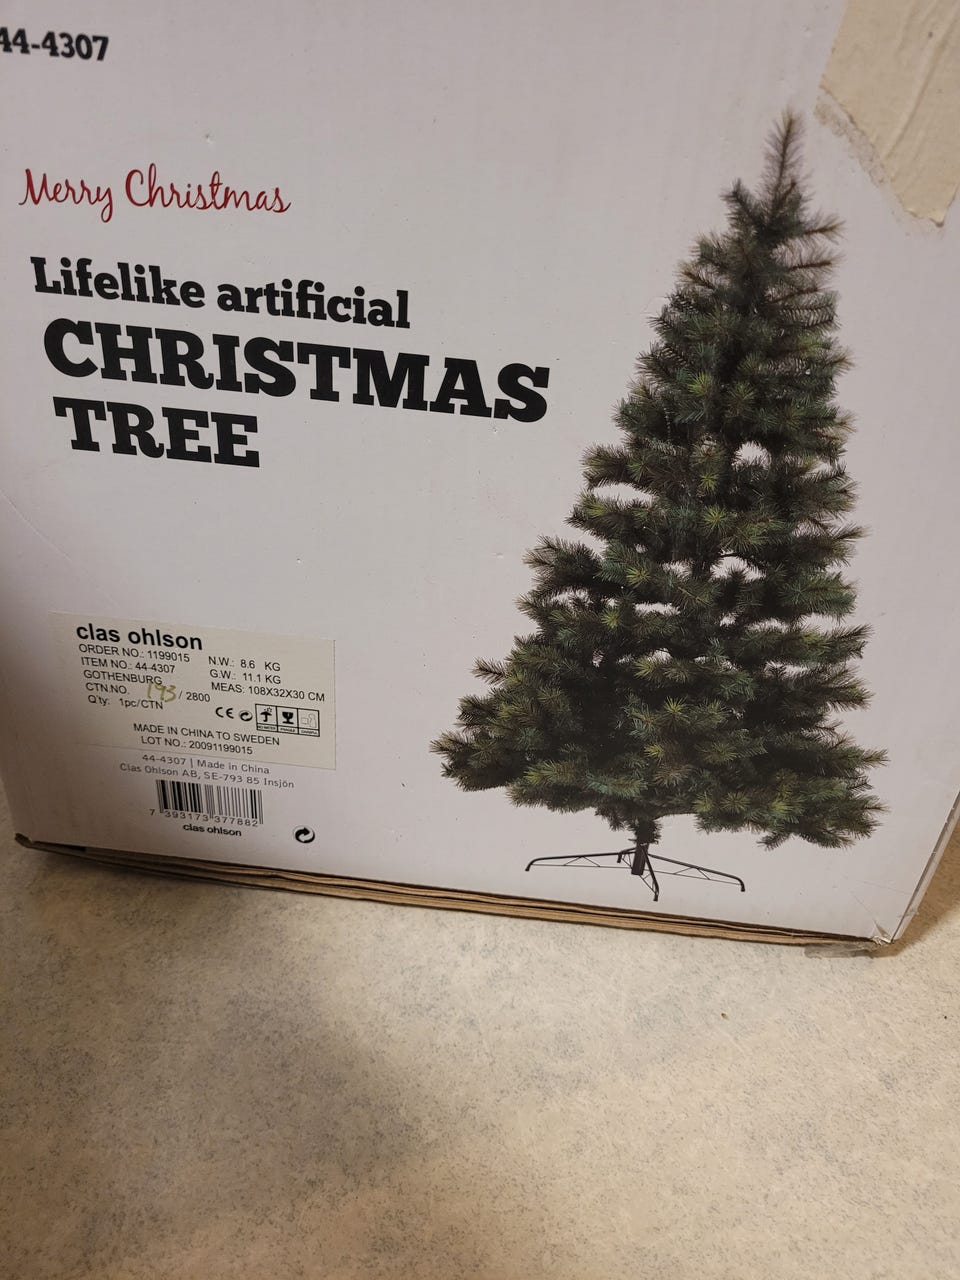 44-4307
Merry Christmas
Lifelike artificial
CHRISTMAS
TREE
clas ohlson
ORDER NO.: 1199015
ITEM NO.: 44-4307
GOTHENBURG
CTN.NO. 193 / 2800
Q'ty: 1pc/CTN
N.W.: 8.6 KG
G.W.: 11.1 KG
MEAS: 108X32X30 CM
CE
MADE IN CHINA TO SWEDEN
LOT NO.: 20091199015
44-4307 | Made in China
Clas Ohlson AB, SE-793 85 Insjön
7 393173 377882
clas ohlson